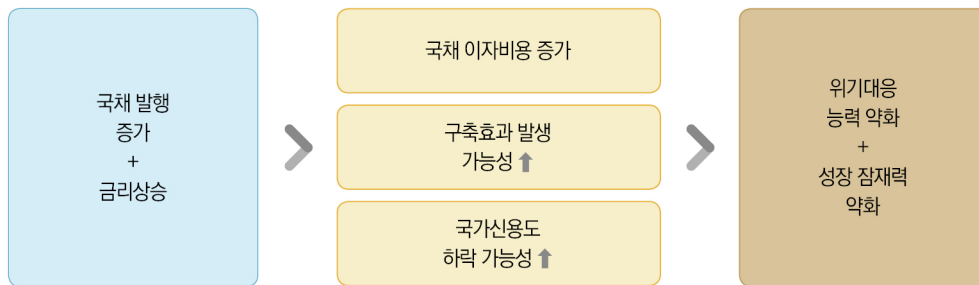 국채 발행
증가
+
금리상승
국채 이자비용 증가
구축효과 발생
가능성 ⬆
국가신용도
하락 가능성 ⬆
위기대응
능력 약화
+
성장 잠재력
약화